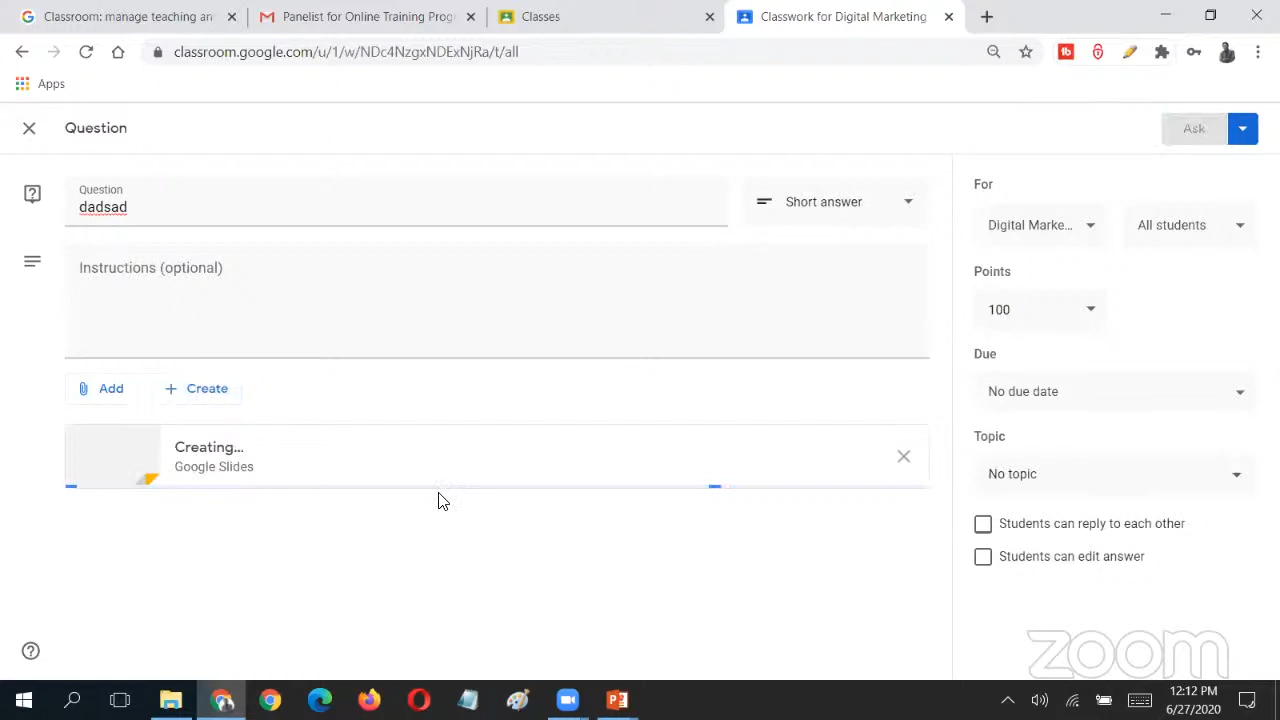 Classroom: manage teaching an
Panelist for Online Training Prog
Classes
Classwork for Digital Marketing
classroom.google.com/u/1/w/NDc4NzgxNDExNjRa/t/all
Apps
Question
Ask
Question
dadsad
Short answer
Instructions (optional)
Add
Create
Creating...
Google Slides
For
Digital Marke...
All students
Points
100
Due
No due date
Topic
No topic
Students can reply to each other
Students can edit answer
zoom
12:12 PM
6/27/2020